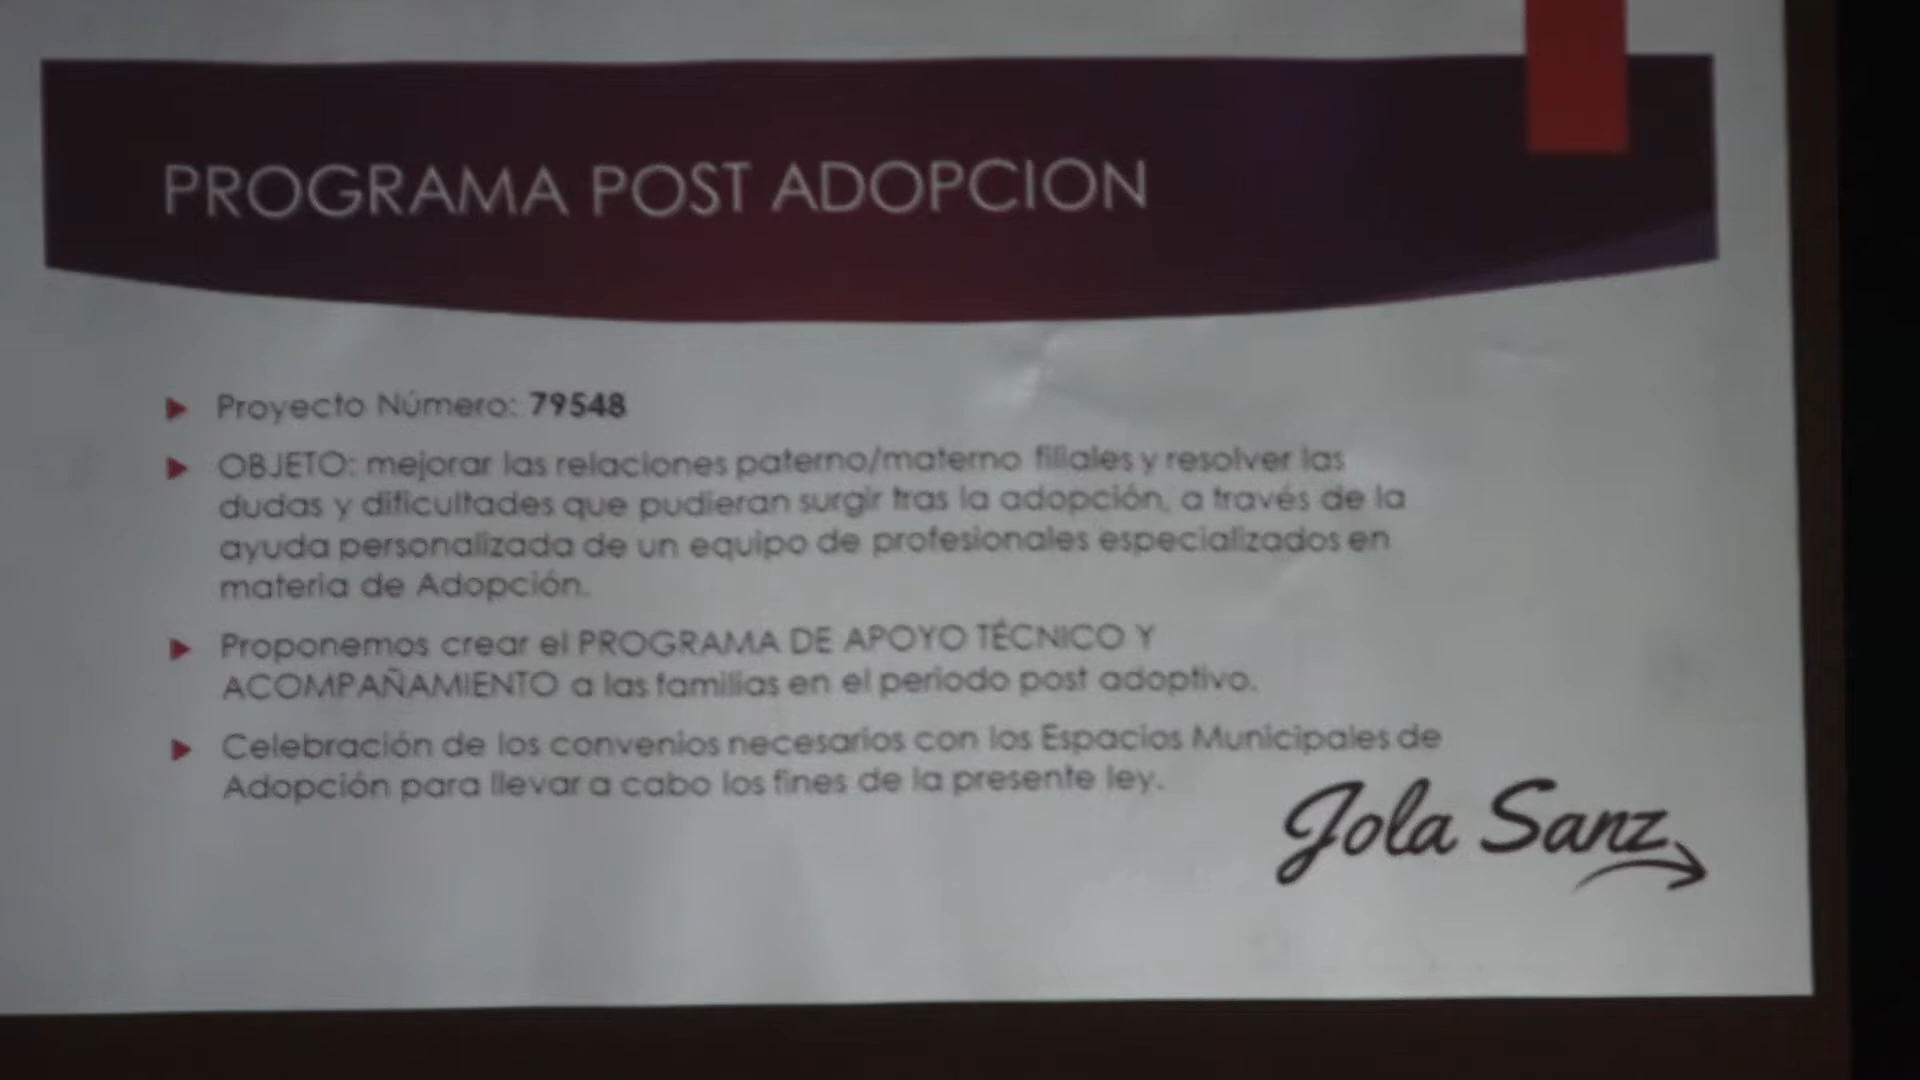 PROGRAMA POST ADOPCION
Proyecto Número: 79548
OBJETO: mejorar las relaciones paterno/materno filiales y resolver las
dudas y dificultades que pudieran surgir tras la adopción, a través de la
ayuda personalizada de un equipo de profesionales especializados en
materia de Adopción.
Proponemos crear el PROGRAMA DE APOYO TÉCNICO Y
ACOMPAÑAMIENTO a las familias en el periodo post adoptivo.
Celebración de los convenios necesarios con los Espacios Municipales de
Adopción para llevar a cabo los fines de la presente ley.
Jola Sanz